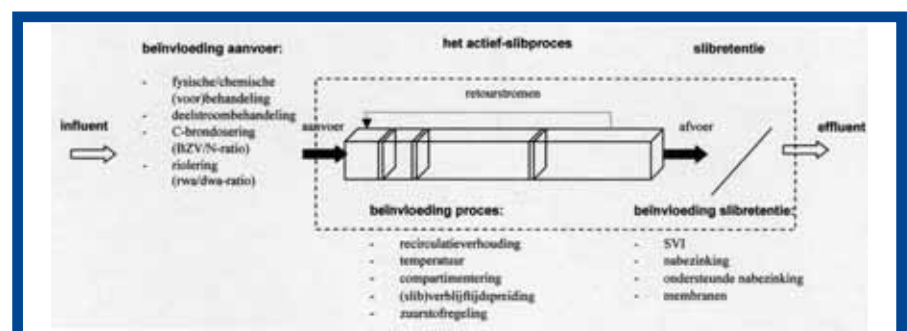 beïnvloeding aanvoer:
het actief-slibproces
slibretentie
- fysische/chemische
(voor)behandeling
- deelstroombehandeling
- C-brondosering
(BZV/N-ratio)
- riolering
(rwa/dwa-ratio)
influent
aanvoer
retourstromen
afvoer
effluent
beïnvloeding proces:
- recirculatieverhouding
- temperatuur
- compartimentering
- (slib)verblijftijdspreiding
- zuurstofregeling
beïnvloeding slibretentie:
- SVI
- nabezinking
- ondersteunde nabezinking
- membranen